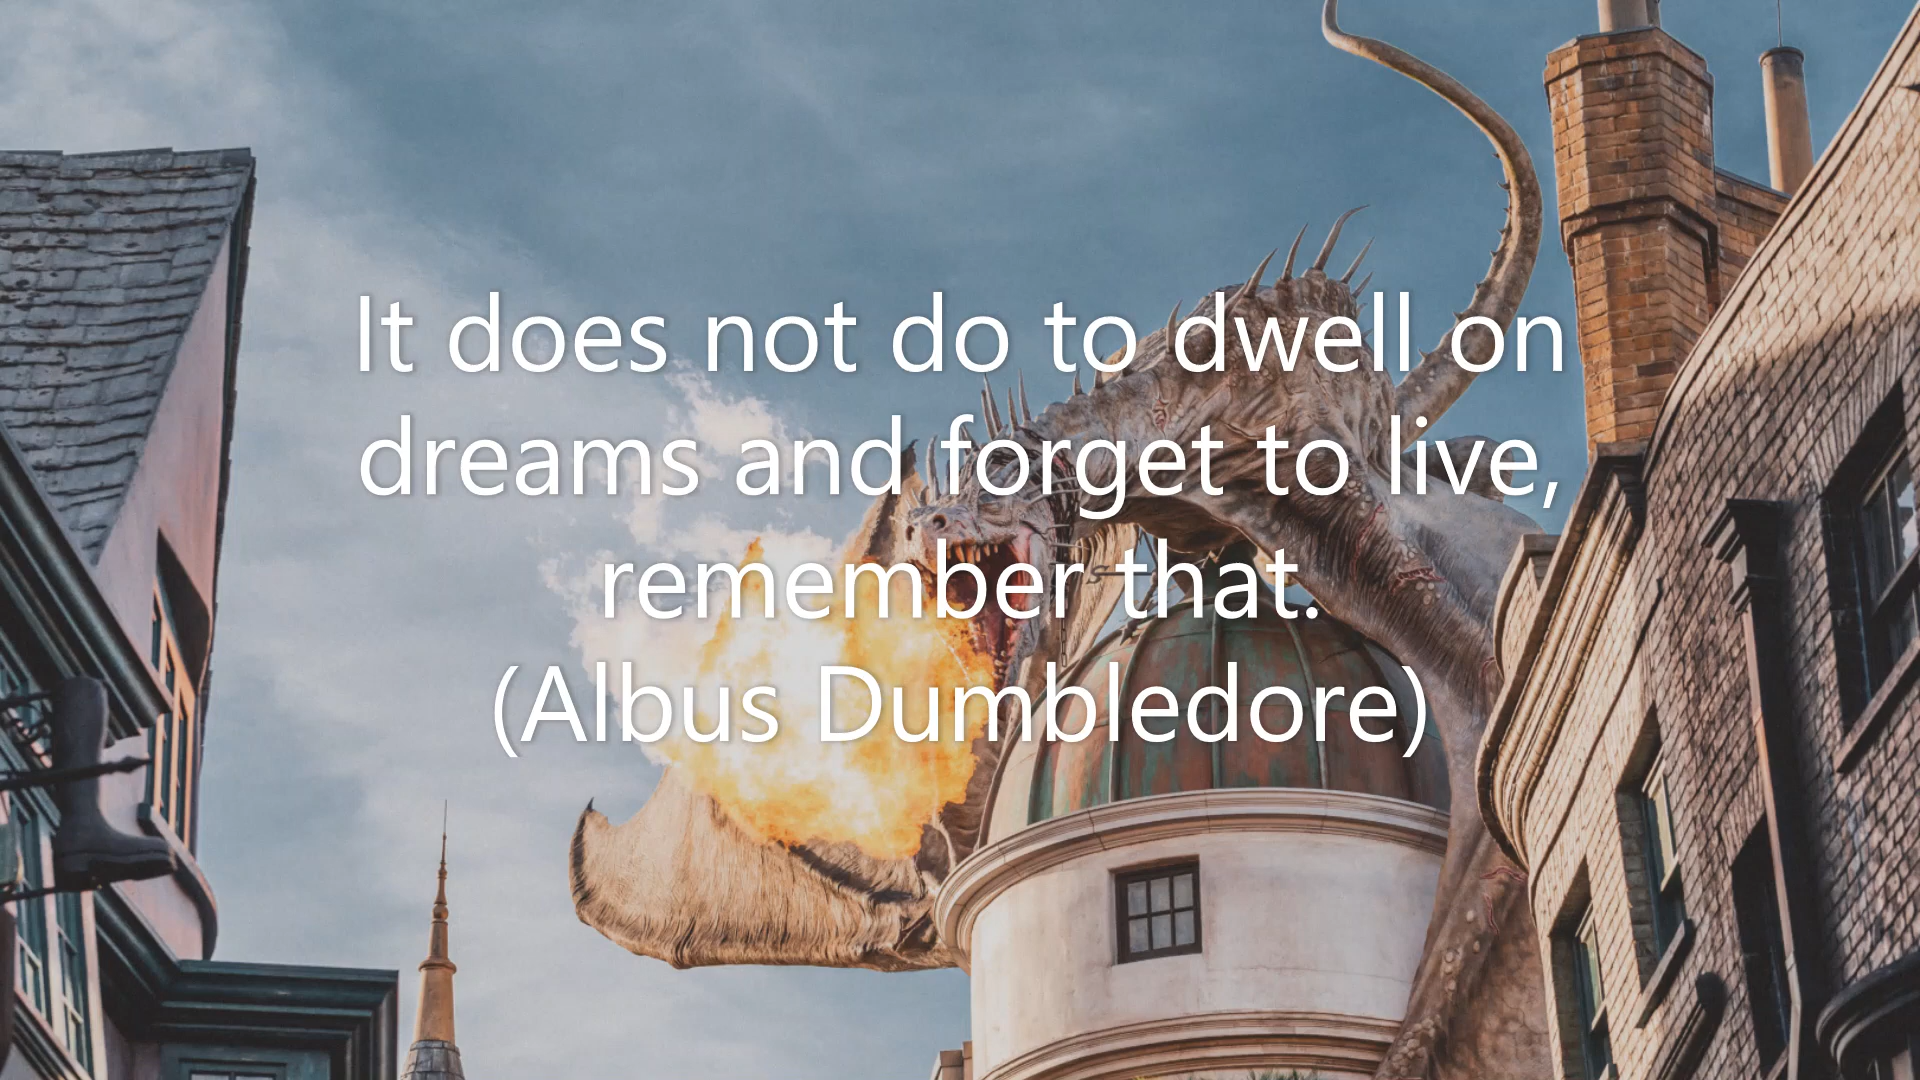 It does not do to dwell on
dreams and forget to live,
remember that.
(Albus Dumbledore)